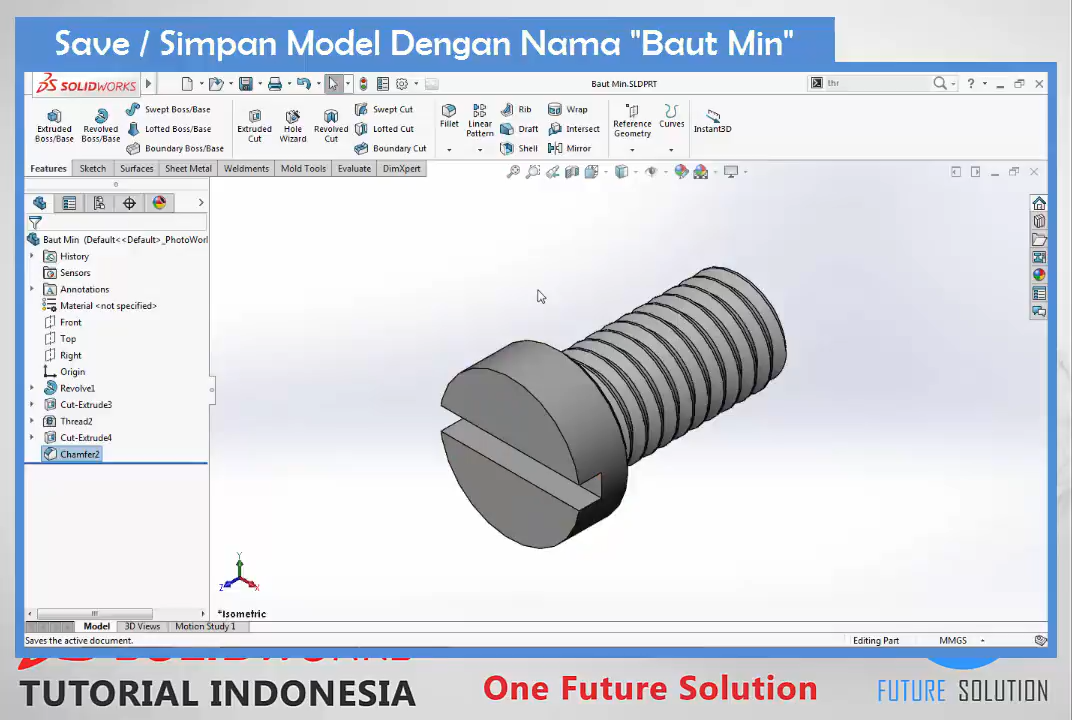 Save / Simpan Model Dengan Nama "Baut Min"
SOLIDWORKS
Baut Min.SLDPRT
thr
Extruded Boss/Base
Revolved Boss/Base
Swept Boss/Base
Lofted Boss/Base
Boundary Boss/Base
Extruded Cut
Hole Wizard
Revolved Cut
Swept Cut
Lofted Cut
Boundary Cut
Fillet
Linear Pattern
Rib
Draft
Shell
Wrap
Intersect
Mirror
Reference Geometry
Curves
Instant3D
Features Sketch Surfaces Sheet Metal Weldments Mold Tools Evaluate DimXpert
Baut Min (Default<<Default>_PhotoWorl
History
Sensors
Annotations
Material <not specified>
Front
Top
Right
Origin
Revolve1
Cut-Extrude3
Thread2
Cut-Extrude4
Chamfer2
Y
Z
X
*Isometric
Model 3D Views Motion Study 1
Saves the active document.
Editing Part
MMGS
TUTORIAL INDONESIA
One Future Solution
FUTURE SOLUTION